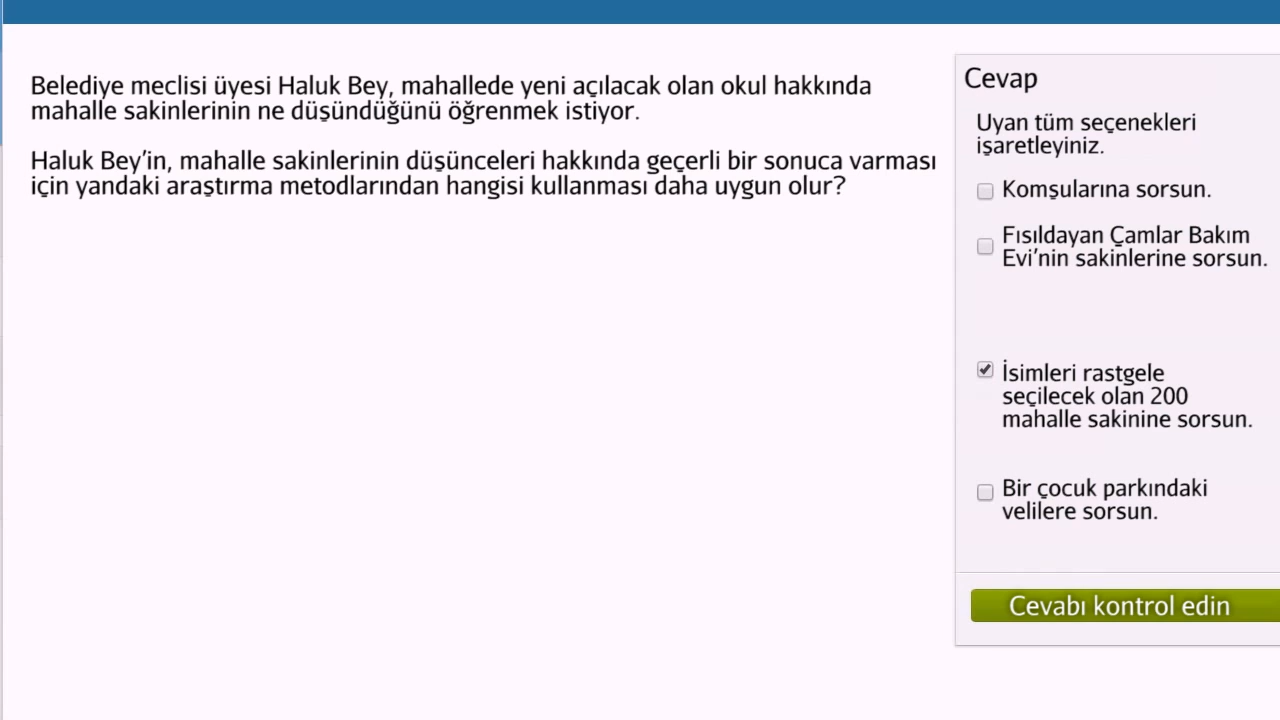 Belediye meclisi üyesi Haluk Bey, mahallede yeni açılacak olan okul hakkında
mahalle sakinlerinin ne düşündüğünü öğrenmek istiyor.
Haluk Bey'in, mahalle sakinlerinin düşünceleri hakkında geçerli bir sonuca varması
için yandaki araştırma metodlarından hangisi kullanması daha uygun olur?
Cevap
Uyan tüm seçenekleri
işaretleyiniz.
Komşularına sorsun.
Fısıldayan Çamlar Bakım
Evi'nin sakinlerine sorsun.
İsimleri rastgele
seçilecek olan 200
mahalle sakinine sorsun.
Bir çocuk parkındaki
velilere sorsun.
Cevabı kontrol edin